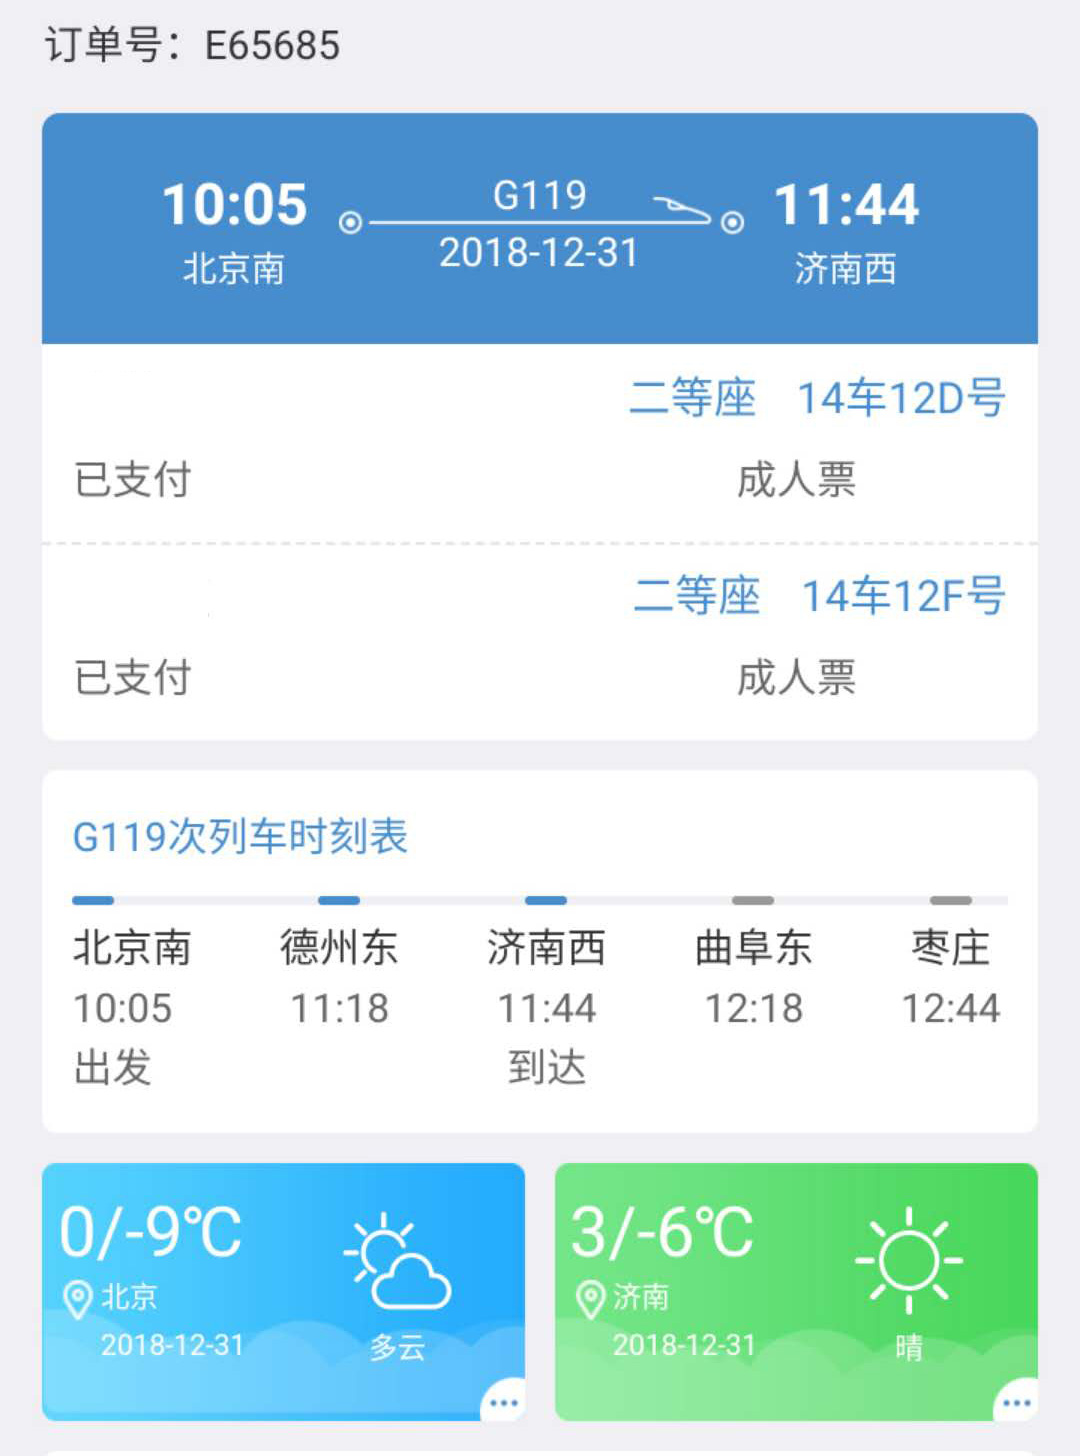 订单号：E65685
10:05 G119 11:44
北京南 2018-12-31 济南西
二等座 14车12D号
已支付 成人票
二等座 14车12F号
已支付 成人票
G119次列车时刻表
北京南 德州东 济南西 曲阜东 枣庄
10:05 11:18 11:44 12:18 12:44
出发 到达
0/-9℃ 3/-6℃
北京 济南
2018-12-31 多云 2018-12-31 晴